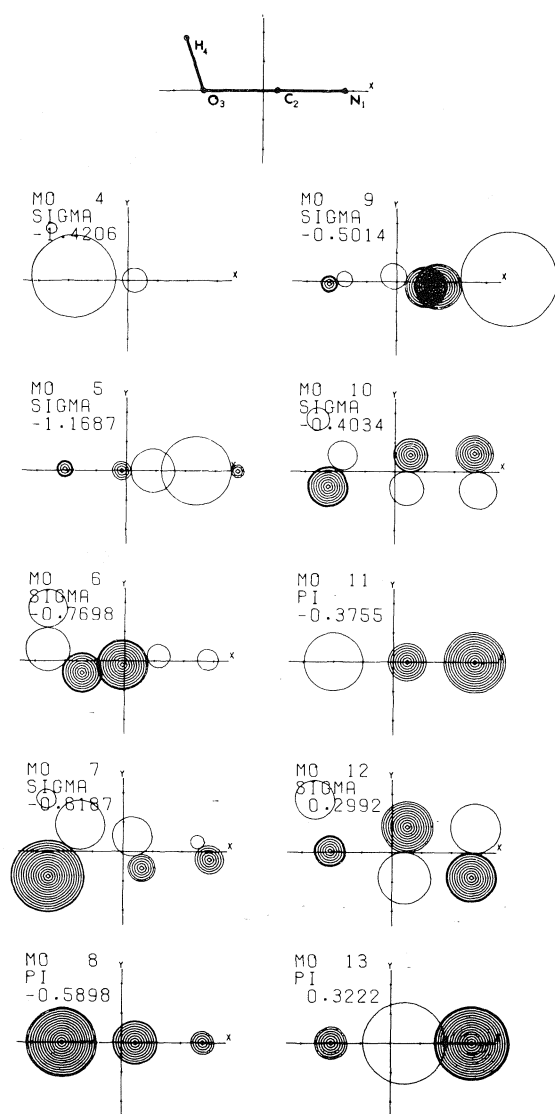 H4
O3 C2 N1 X
MO 4
SIGMA
-1.4206
Y
X
MO 9
SIGMA
-0.5014
Y
X
MO 5
SIGMA
-1.1687
Y
X
MO 10
SIGMA
-0.4034
Y
X
MO 6
SIGMA
-0.7698
Y
X
MO 11
PI
-0.3755
Y
X
MO 7
SIGMA
-0.6187
Y
X
MO 12
SIGMA
0.2992
Y
X
MO 8
PI
-0.5898
Y
X
MO 13
PI
0.3222
Y
X